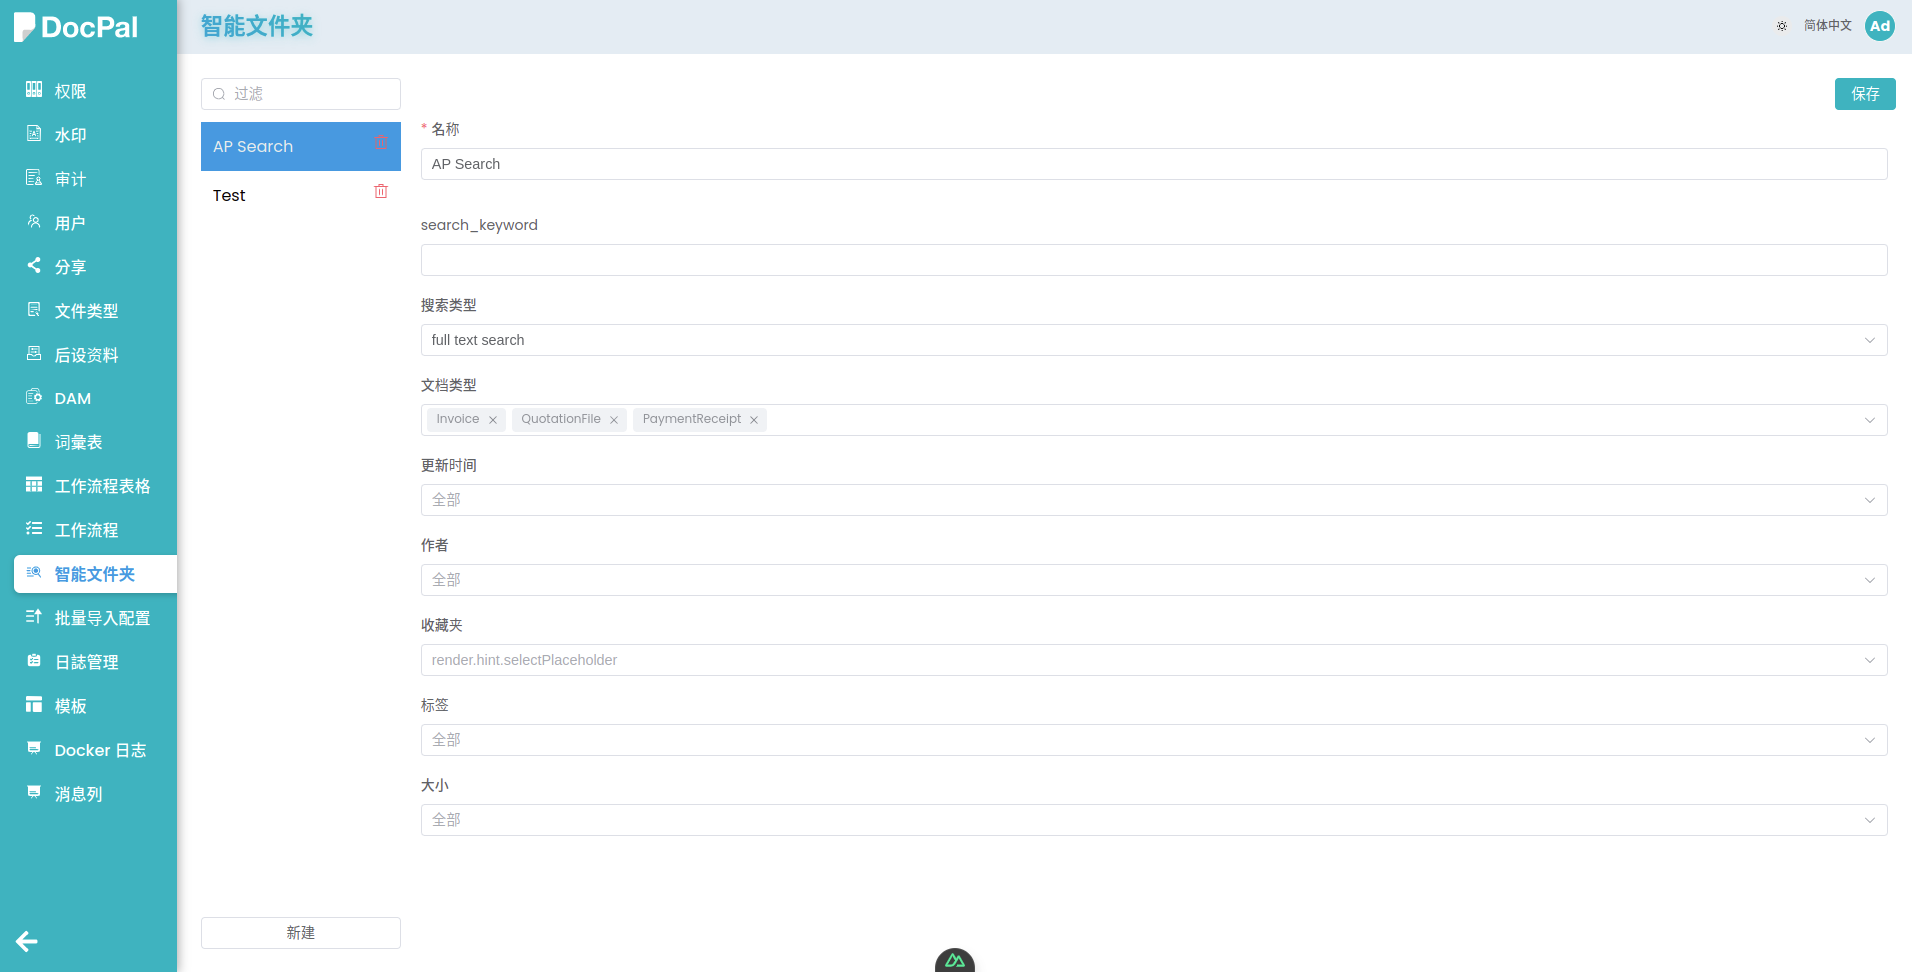 DocPal
智能文件夹
简体中文
Ad
权限
水印
审计
用户
分享
文件类型
后设资料
DAM
词彙表
工作流程表格
工作流程
智能文件夹
批量导入配置
日誌管理
模板
Docker 日志
消息列
过滤
AP Search
Test
新建
保存
* 名称
AP Search
search_keyword
搜索类型
full text search
文档类型
Invoice
QuotationFile
PaymentReceipt
更新时间
全部
作者
全部
收藏夹
render.hint.selectPlaceholder
标签
全部
大小
全部